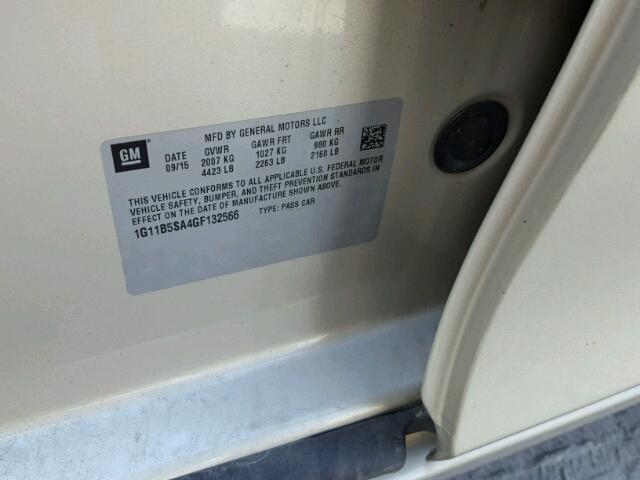 MFD BY GENERAL MOTORS LLC
GM DATE GVWR GAWR FRT GAWR RR
09/15 2007 KG 1027 KG 980 KG
4423 LB 2263 LB 2160 LB
THIS VEHICLE CONFORMS TO ALL APPLICABLE U.S. FEDERAL MOTOR
VEHICLE SAFETY, BUMPER, AND THEFT PREVENTION STANDARDS IN
EFFECT ON THE DATE OF MANUFACTURE SHOWN ABOVE.
1G11B5SA4GF132566 TYPE: PASS CAR